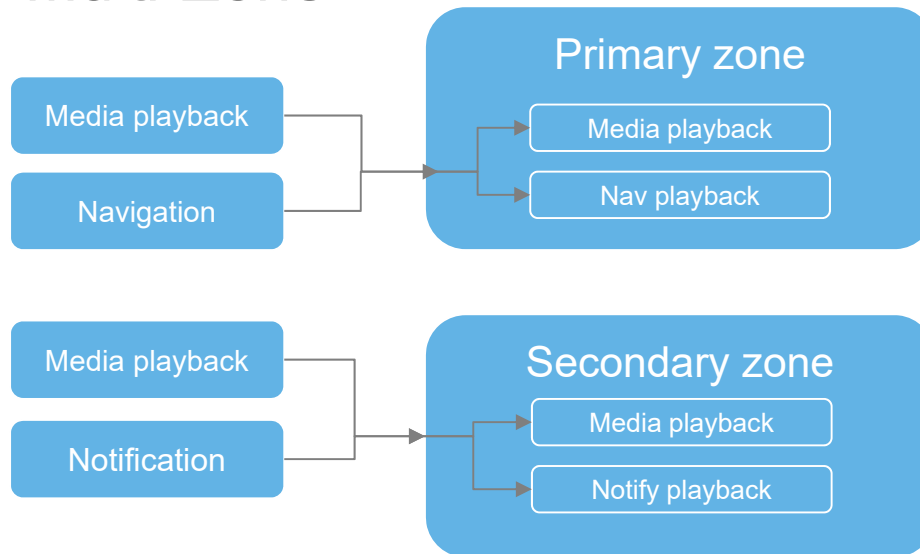 Primary zone
Media playback
Media playback
Navigation
Nav playback
Media playback
Secondary zone
Media playback
Notification
Notify playback